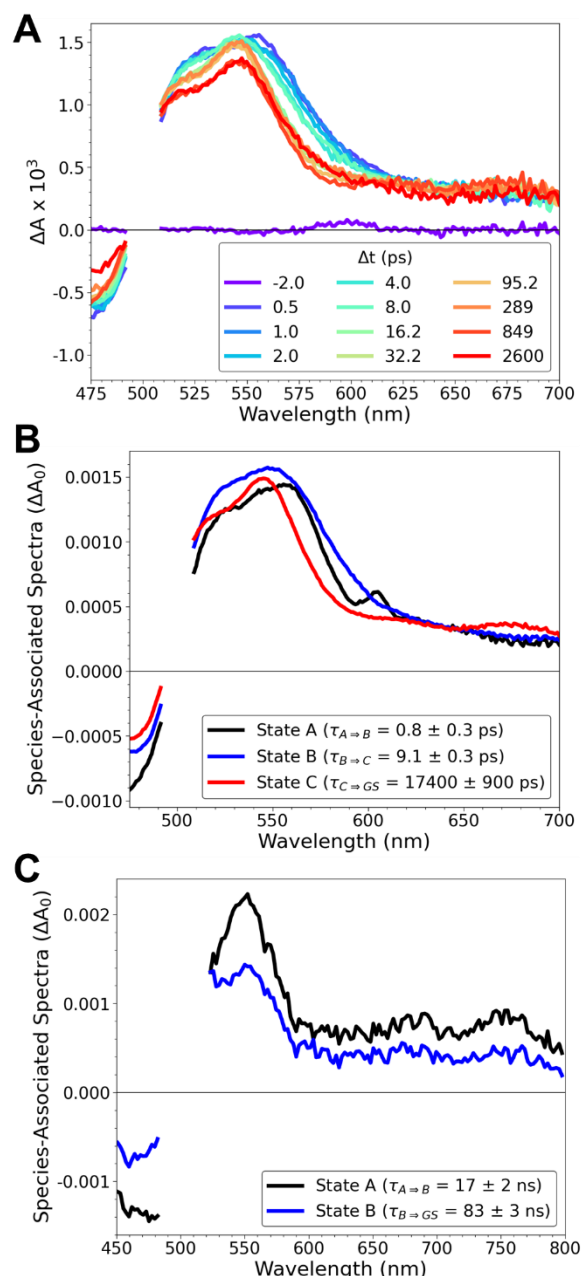 A
1.5
1.0
0.5
0.0
-0.5
-1.0
ΔA x 10³
Δt (ps)
-2.0 4.0 95.2
0.5 8.0 289
1.0 16.2 849
2.0 32.2 2600
475 500 525 550 575 600 625 650 675 700
Wavelength (nm)
B
0.0015
0.0010
0.0005
0.0000
−0.0005
−0.0010
Species-Associated Spectra (ΔA₀)
State A (τ_A⇒B = 0.8 ± 0.3 ps)
State B (τ_B⇒C = 9.1 ± 0.3 ps)
State C (τ_C⇒GS = 17400 ± 900 ps)
500 550 600 650 700
Wavelength (nm)
C
0.002
0.001
0.000
-0.001
Species-Associated Spectra (ΔA₀)
State A (τ_A⇒B = 17 ± 2 ns)
State B (τ_B⇒GS = 83 ± 3 ns)
450 500 550 600 650 700 750 800
Wavelength (nm)